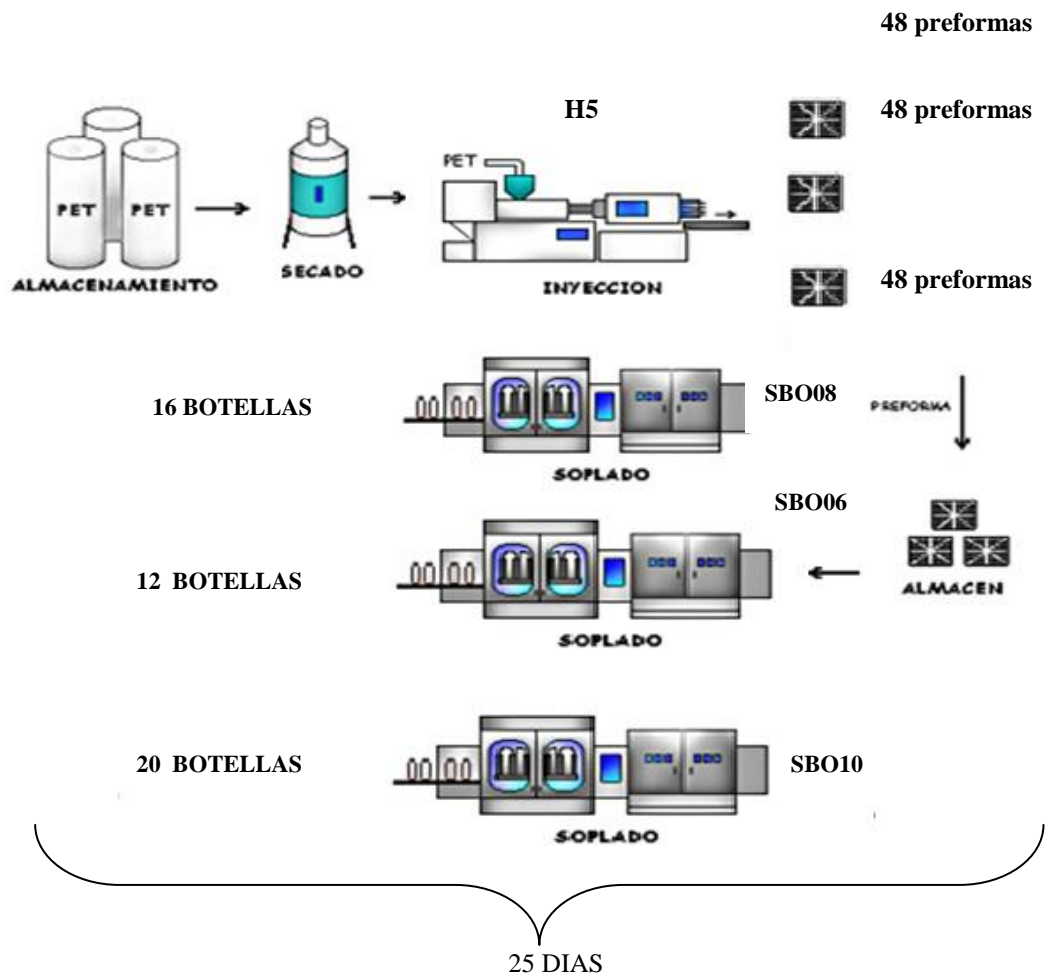 48 preformas
H5
48 preformas
PET
PET PET
SECADO
ALMACENAMIENTO
INYECCION
48 preformas
SBO08
16 BOTELLAS
PREFORMA
SOPLADO
SBO06
12 BOTELLAS
ALMACEN
SOPLADO
20 BOTELLAS
SBO10
SOPLADO
25 DIAS